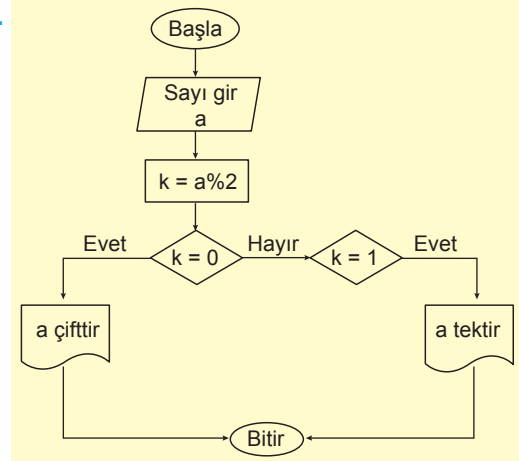 Başla
Sayı gir
a
k = a%2
Evet
k = 0
Hayır
k = 1
Evet
a çifttir
a tektir
Bitir